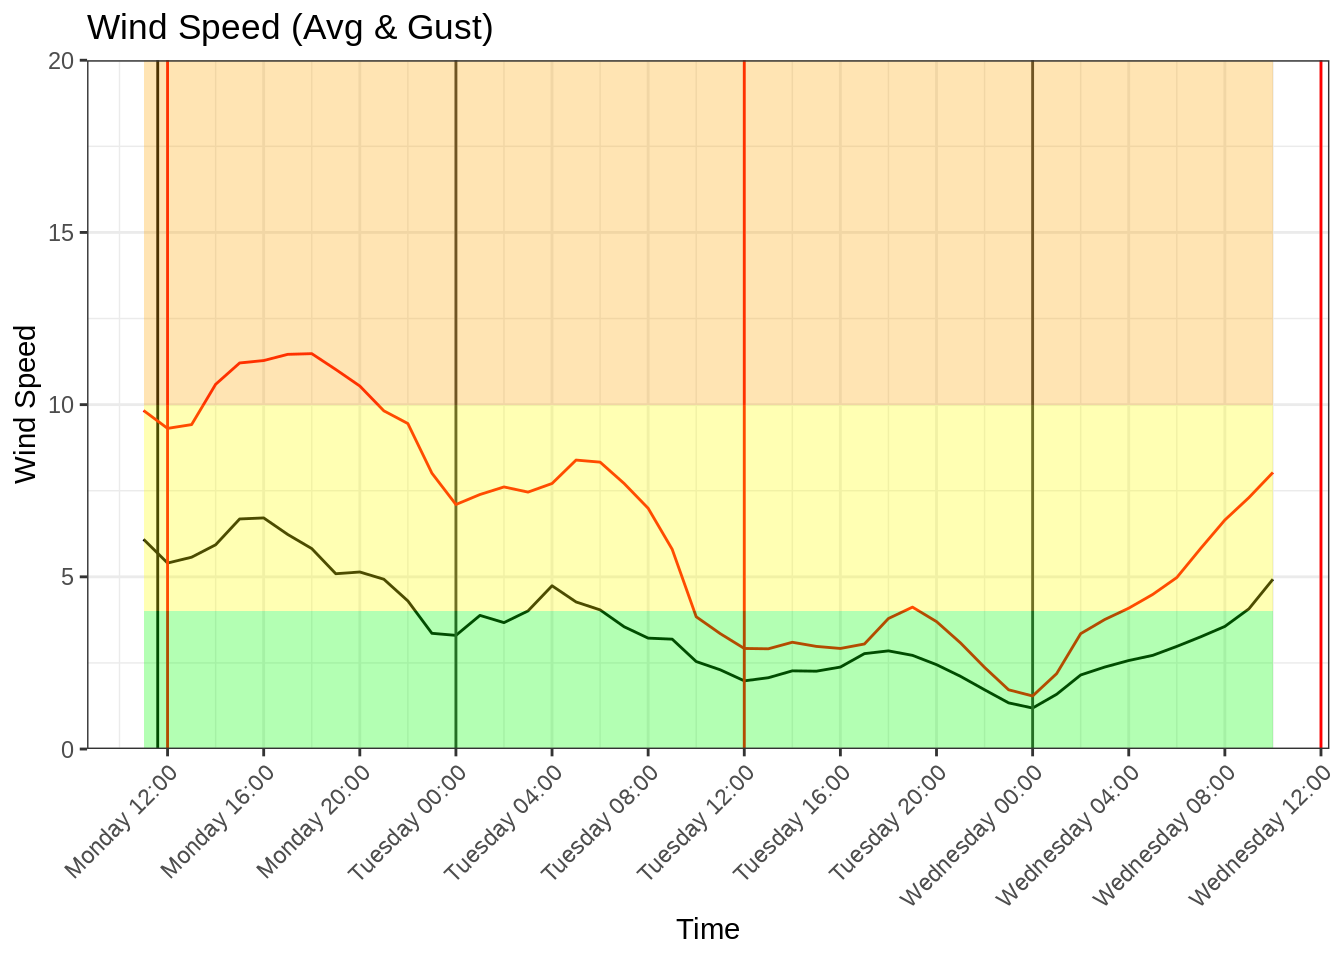 Wind Speed (Avg & Gust)
20
15
10
5
0
Wind Speed
Monday 12:00
Monday 16:00
Monday 20:00
Tuesday 00:00
Tuesday 04:00
Tuesday 08:00
Tuesday 12:00
Tuesday 16:00
Tuesday 20:00
Wednesday 00:00
Wednesday 04:00
Wednesday 08:00
Wednesday 12:00
Time